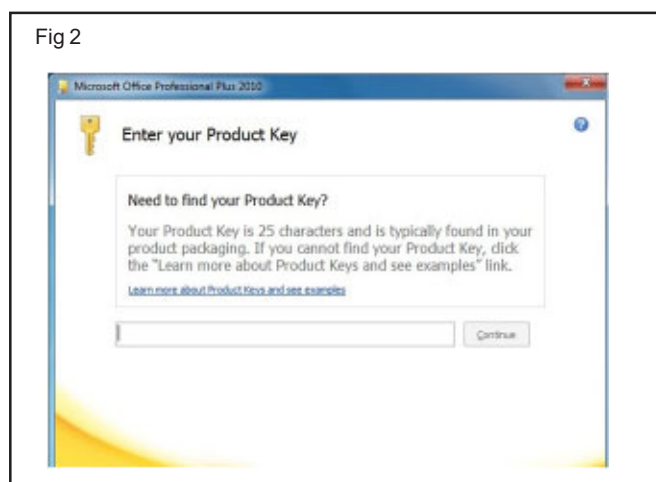 Fig 2
Microsoft Office Professional Plus 2010
Enter your Product Key
Need to find your Product Key?
Your Product Key is 25 characters and is typically found in your
product packaging. If you cannot find your Product Key, click
the "Learn more about Product Keys and see examples" link.
Learn more about Product Keys and see examples
Continue